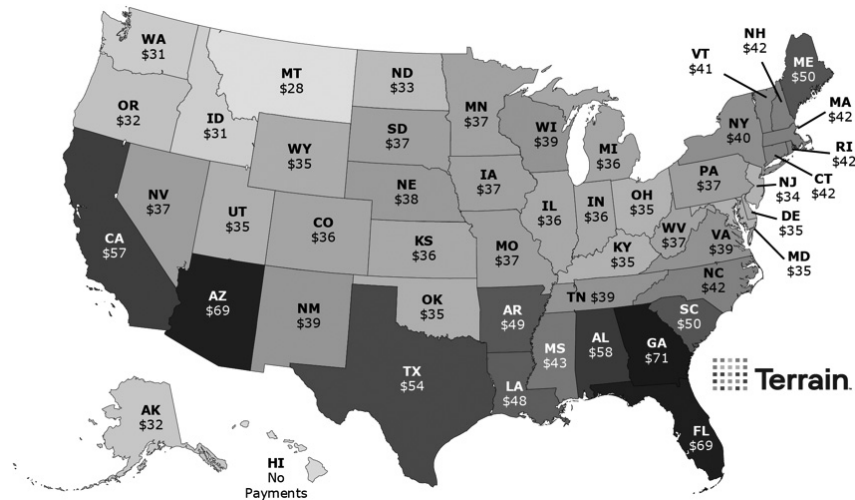 WA
$31
MT
$28
ND
$33
MN
$37
VT
$41
NH
$42
ME
$50
OR
$32
ID
$31
WY
$35
SD
$37
WI
$39
MI
$36
NY
$40
MA
$42
RI
$42
CT
$42
NV
$37
UT
$35
CO
$36
NE
$38
IA
$37
IL
$36
IN
$36
OH
$35
PA
$37
NJ
$34
DE
$35
MD
$35
CA
$57
KS
$36
MO
$37
KY
$35
WV
$37
VA
$39
AZ
$69
NM
$39
OK
$35
AR
$49
TN $39
NC
$42
SC
$50
TX
$54
LA
$48
MS
$43
AL
$58
GA
$71
FL
$69
Terrain
AK
$32
HI
No
Payments